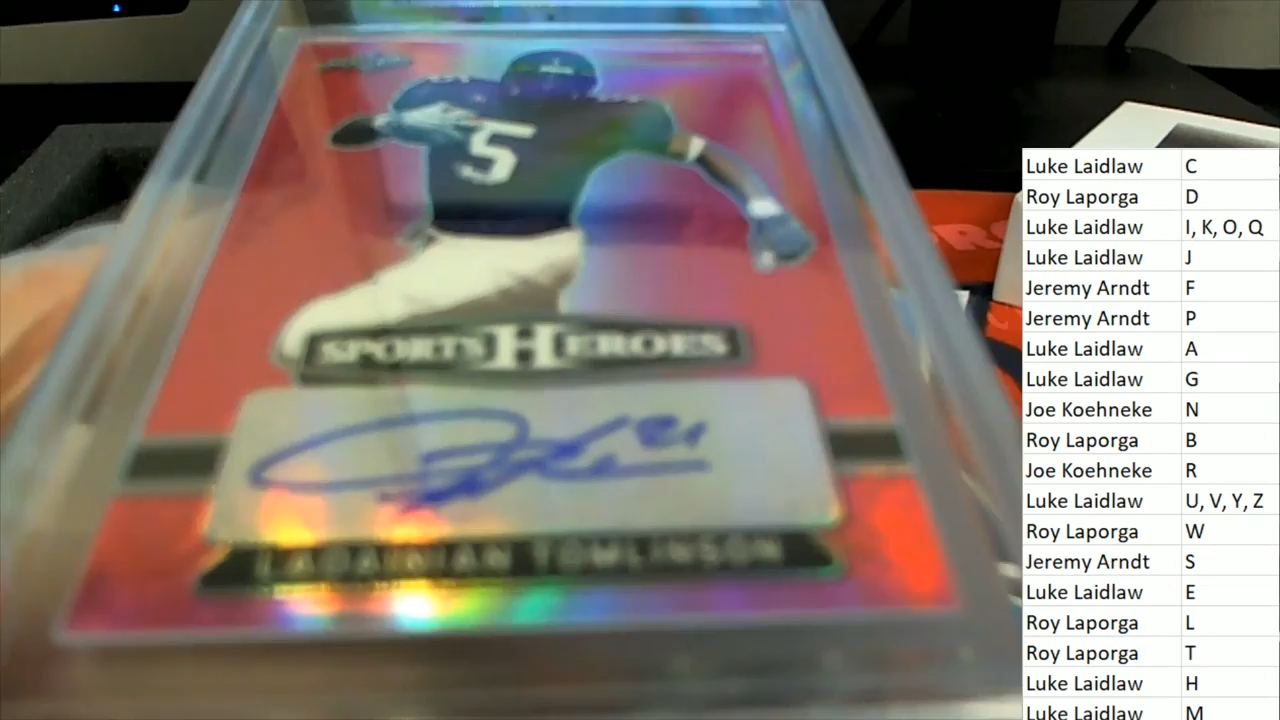 5
SPORTS HEROES
21
LADAINIAN TOMLINSON
Luke Laidlaw C
Roy Laporga D
Luke Laidlaw I, K, O, Q
Luke Laidlaw J
Jeremy Arndt F
Jeremy Arndt P
Luke Laidlaw A
Luke Laidlaw G
Joe Koehneke N
Roy Laporga B
Joe Koehneke R
Luke Laidlaw U, V, Y, Z
Roy Laporga W
Jeremy Arndt S
Luke Laidlaw E
Roy Laporga L
Roy Laporga T
Luke Laidlaw H
Luke Laidlaw M